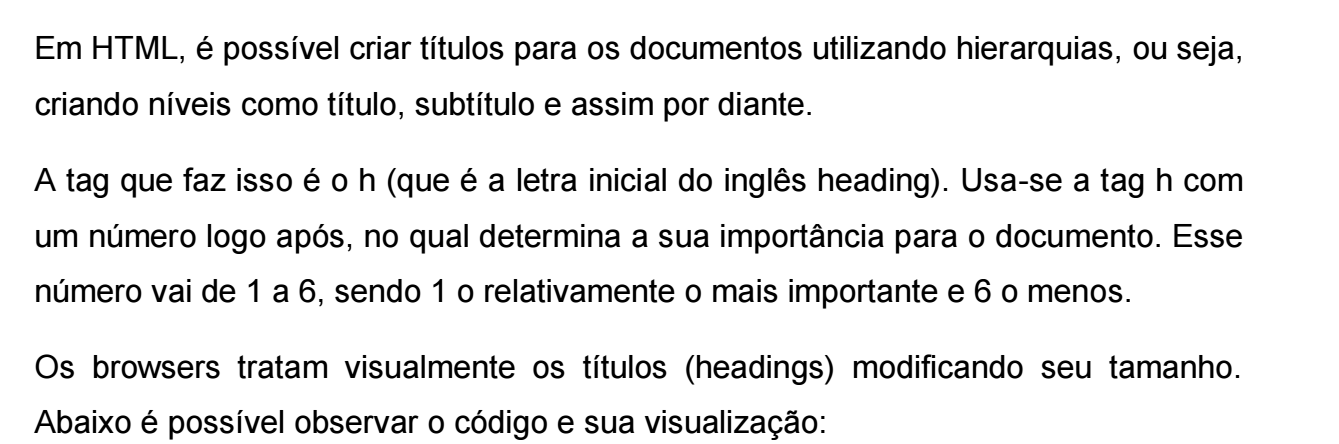 Em HTML, é possível criar títulos para os documentos utilizando hierarquias, ou seja,
criando níveis como título, subtítulo e assim por diante.
A tag que faz isso é o h (que é a letra inicial do inglês heading). Usa-se a tag h com
um número logo após, no qual determina a sua importância para o documento. Esse
número vai de 1 a 6, sendo 1 o relativamente o mais importante e 6 o menos.
Os browsers tratam visualmente os títulos (headings) modificando seu tamanho.
Abaixo é possível observar o código e sua visualização: